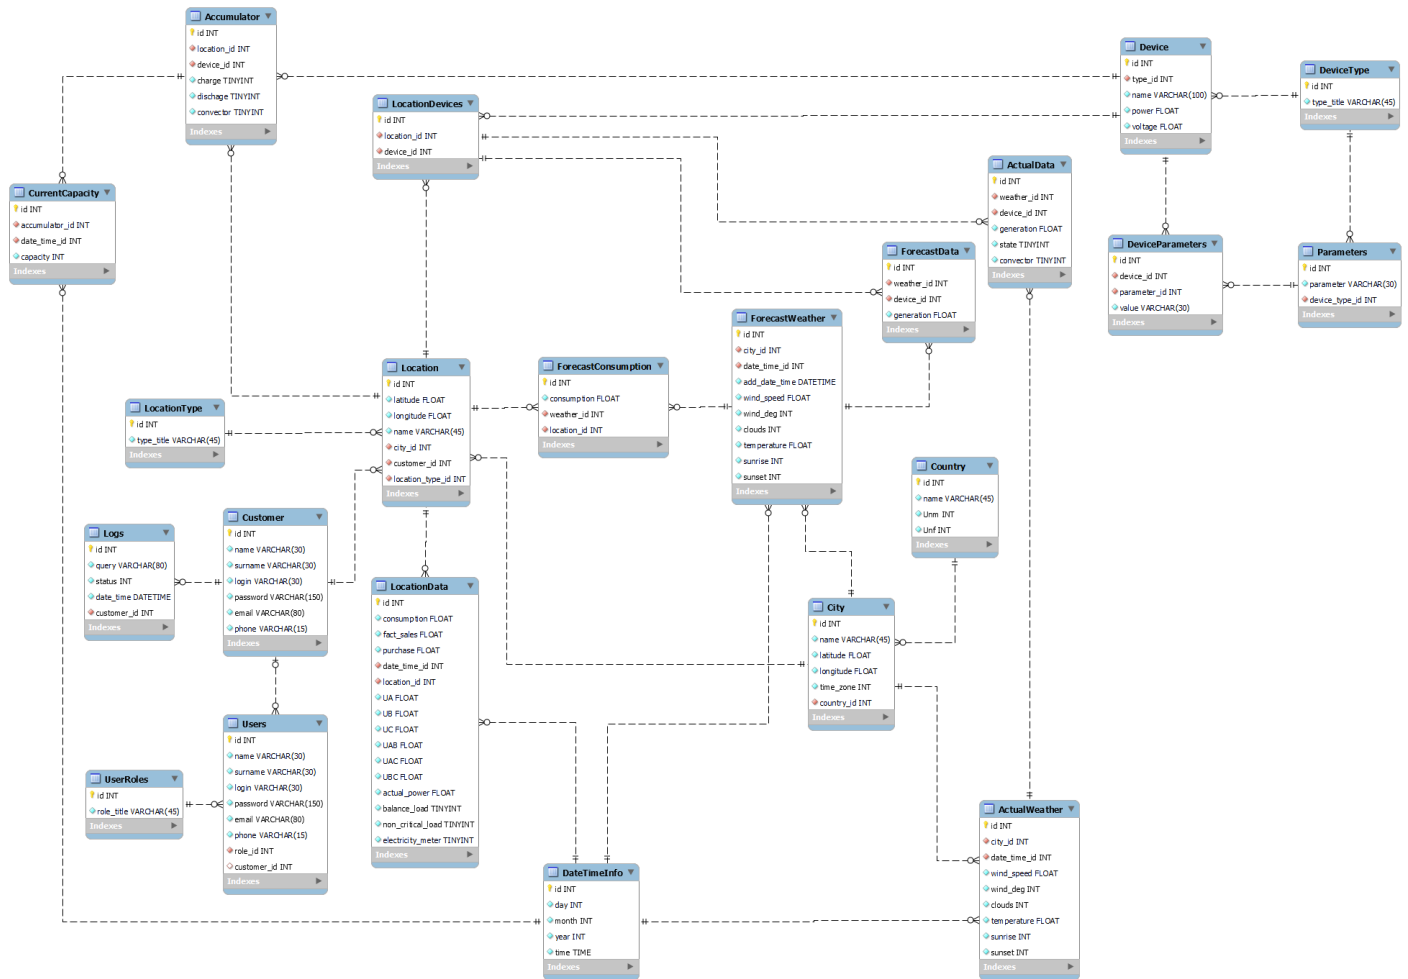 Accumulator
id INT
location_id INT
device_id INT
charge TINYINT
dischage TINYINT
convector TINYINT
Indexes
LocationDevices
id INT
location_id INT
device_id INT
Indexes
Device
id INT
type_id INT
name VARCHAR(100)
power FLOAT
voltage FLOAT
Indexes
DeviceType
id INT
type_title VARCHAR(45)
Indexes
CurrentCapacity
id INT
accumulator_id INT
date_time_id INT
capacity INT
Indexes
ActualData
id INT
weather_id INT
device_id INT
generation FLOAT
state TINYINT
convector TINYINT
Indexes
ForecastData
id INT
weather_id INT
device_id INT
generation FLOAT
Indexes
DeviceParameters
id INT
device_id INT
parameter_id INT
value VARCHAR(30)
Indexes
Parameters
id INT
parameter VARCHAR(30)
device_type_id INT
Indexes
ForecastWeather
id INT
city_id INT
date_time_id INT
add_date_time DATETIME
wind_speed FLOAT
wind_deg INT
clouds INT
temperature FLOAT
sunrise INT
sunset INT
Indexes
Location
id INT
latitude FLOAT
longitude FLOAT
name VARCHAR(45)
city_id INT
customer_id INT
location_type_id INT
Indexes
ForecastConsumption
id INT
consumption FLOAT
weather_id INT
location_id INT
Indexes
LocationType
id INT
type_title VARCHAR(45)
Indexes
Country
id INT
name VARCHAR(45)
Unm INT
Unf INT
Indexes
Logs
id INT
query VARCHAR(80)
status INT
date_time DATETIME
customer_id INT
Indexes
Customer
id INT
name VARCHAR(30)
surname VARCHAR(30)
login VARCHAR(30)
password VARCHAR(150)
email VARCHAR(80)
phone VARCHAR(15)
Indexes
LocationData
id INT
consumption FLOAT
fact_sales FLOAT
purchase FLOAT
date_time_id INT
location_id INT
UA FLOAT
UB FLOAT
UC FLOAT
UAB FLOAT
UAC FLOAT
UBC FLOAT
actual_power FLOAT
balance_load TINYINT
non_critical_load TINYINT
electricity_meter TINYINT
Indexes
City
id INT
name VARCHAR(45)
latitude FLOAT
longitude FLOAT
time_zone INT
country_id INT
Indexes
Users
id INT
name VARCHAR(30)
surname VARCHAR(30)
login VARCHAR(30)
password VARCHAR(150)
email VARCHAR(80)
phone VARCHAR(15)
role_id INT
customer_id INT
Indexes
UserRoles
id INT
role_title VARCHAR(45)
Indexes
DateTimeInfo
id INT
day INT
month INT
year INT
time TIME
Indexes
ActualWeather
id INT
city_id INT
date_time_id INT
wind_speed FLOAT
wind_deg INT
clouds INT
temperature FLOAT
sunrise INT
sunset INT
Indexes